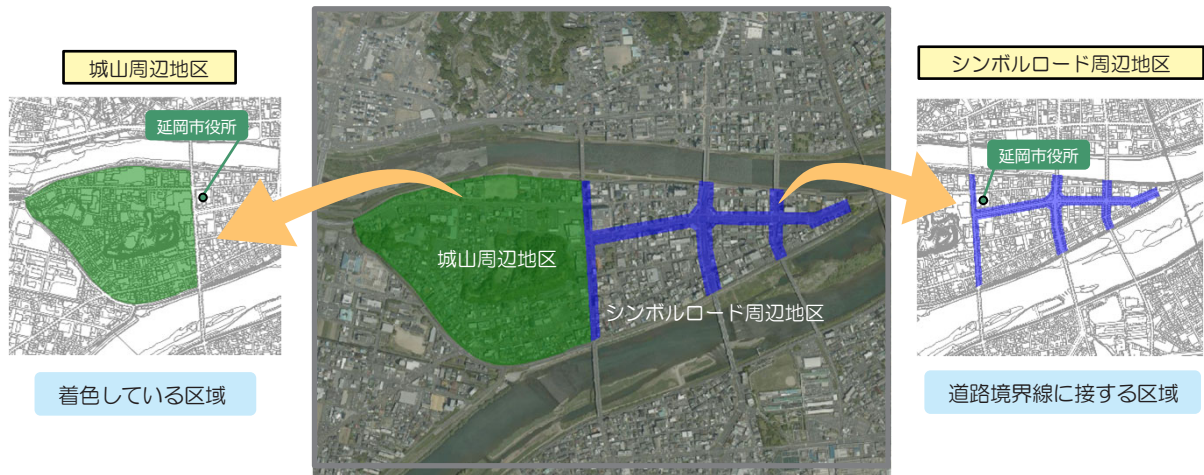 城山周辺地区
延岡市役所
着色している区域
城山周辺地区
シンボルロード周辺地区
シンボルロード周辺地区
延岡市役所
道路境界線に接する区域